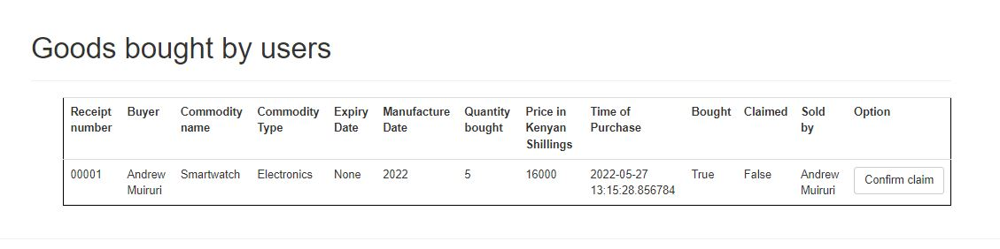 Goods bought by users
Receipt number Buyer Commodity name Commodity Type Expiry Date Manufacture Date Quantity bought Price in Kenyan Shillings Time of Purchase Bought Claimed Sold by Option
00001 Andrew Muiruri Smartwatch Electronics None 2022 5 16000 2022-05-27 13:15:28.856784 True False Andrew Muiruri Confirm claim